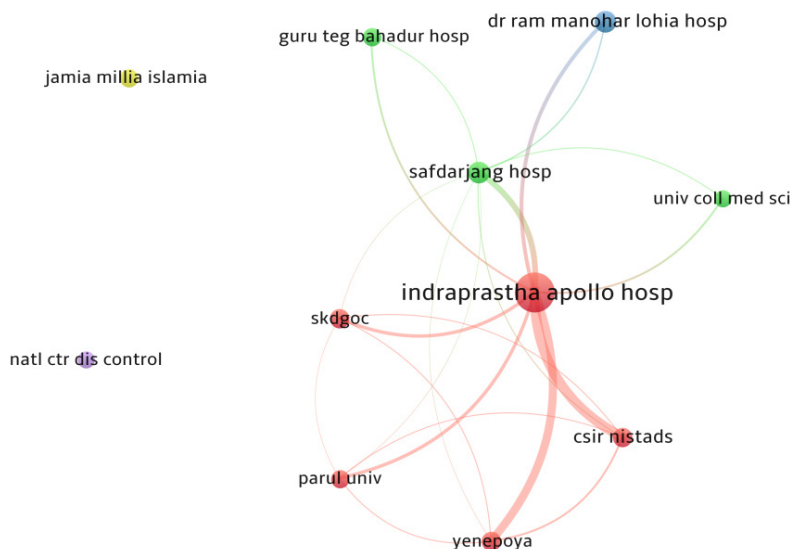 dr ram manohar lohia hosp
guru teg bahadur hosp
jamia millia islamia
safdarjang hosp
univ coll med sci
indraprastha apollo hosp
skdgoc
natl ctr dis control
csir nistads
parul univ
yenepoya